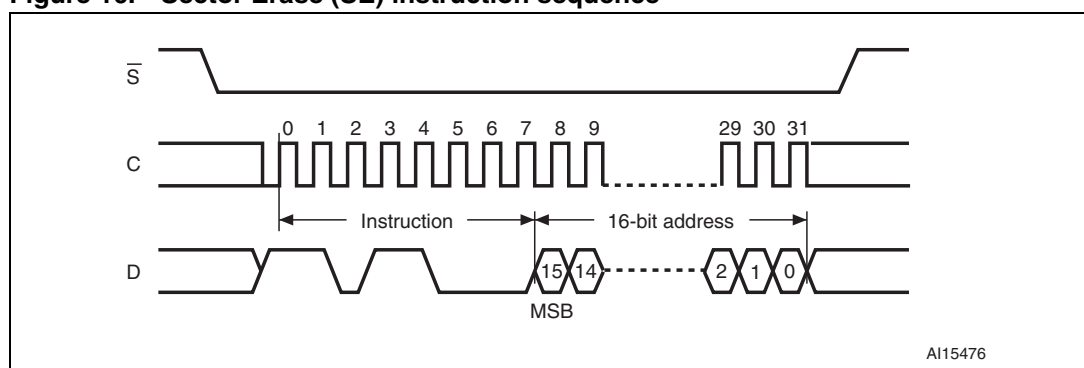 Figure 16. Sector Erase (SE) instruction sequence
S
0 1 2 3 4 5 6 7 8 9 29 30 31
C
Instruction 16-bit address
D
15 14 2 1 0
MSB
AI15476